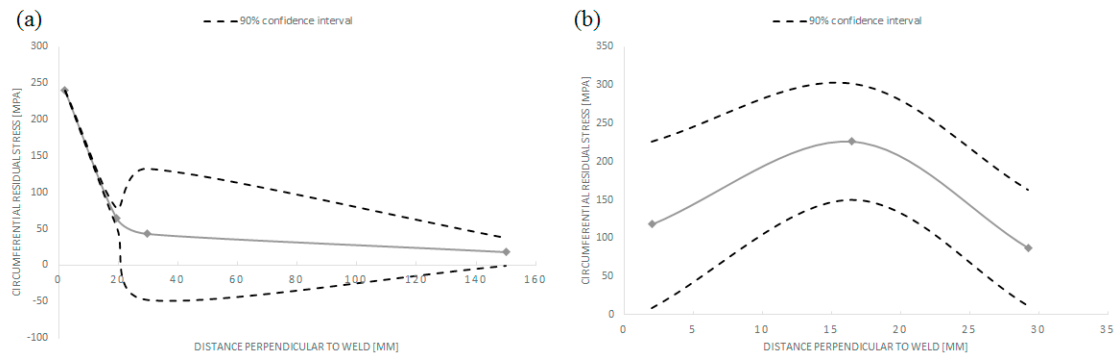 (a)
90% confidence interval
CIRCUMFERENTIAL RESIDUAL STRESS [MPA]
300
250
200
150
100
50
0
-50
-100
0 20 40 60 80 100 120 140 160
DISTANCE PERPENDICULAR TO WELD [MM]
(b)
90% confidence interval
CIRCUMFERENTIAL RESIDUAL STRESS [MPA]
350
300
250
200
150
100
50
0
0 5 10 15 20 25 30 35
DISTANCE PERPENDICULAR TO WELD [MM]